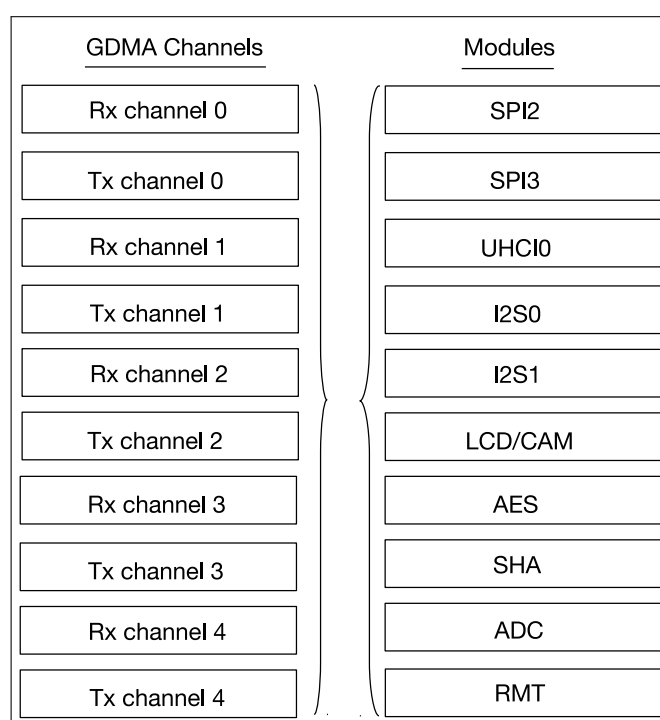 GDMA Channels
Modules
Rx channel 0
SPI2
Tx channel 0
SPI3
Rx channel 1
UHCI0
Tx channel 1
I2S0
Rx channel 2
I2S1
Tx channel 2
LCD/CAM
Rx channel 3
AES
Tx channel 3
SHA
Rx channel 4
ADC
Tx channel 4
RMT